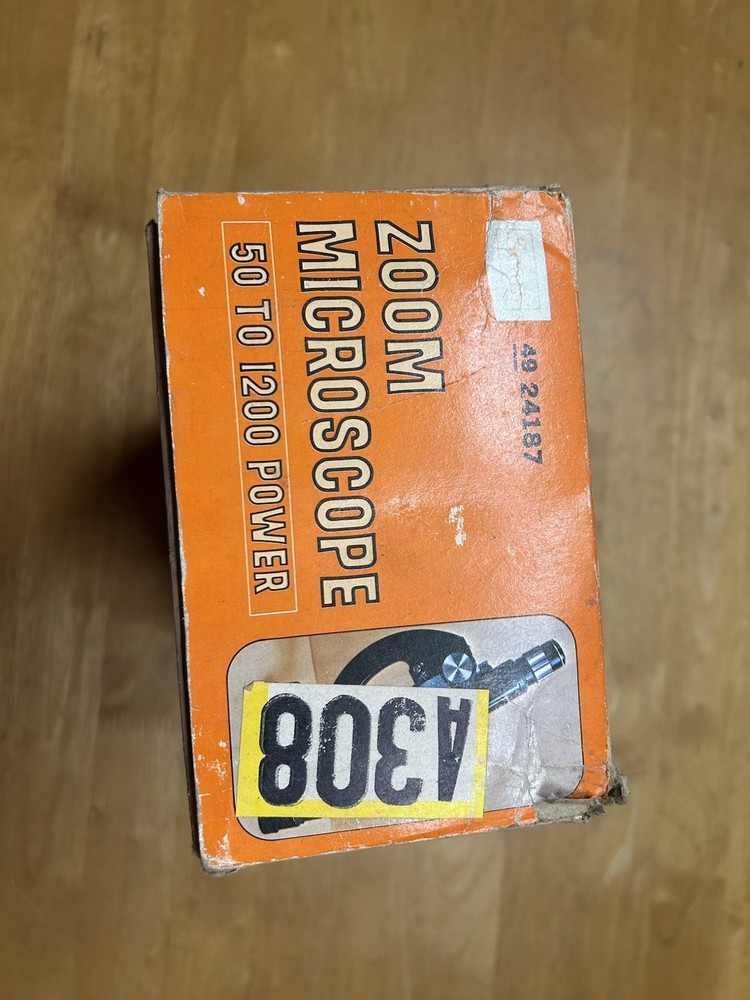 49 24187
ZOOM
MICROSCOPE
50 TO 1200 POWER
A308